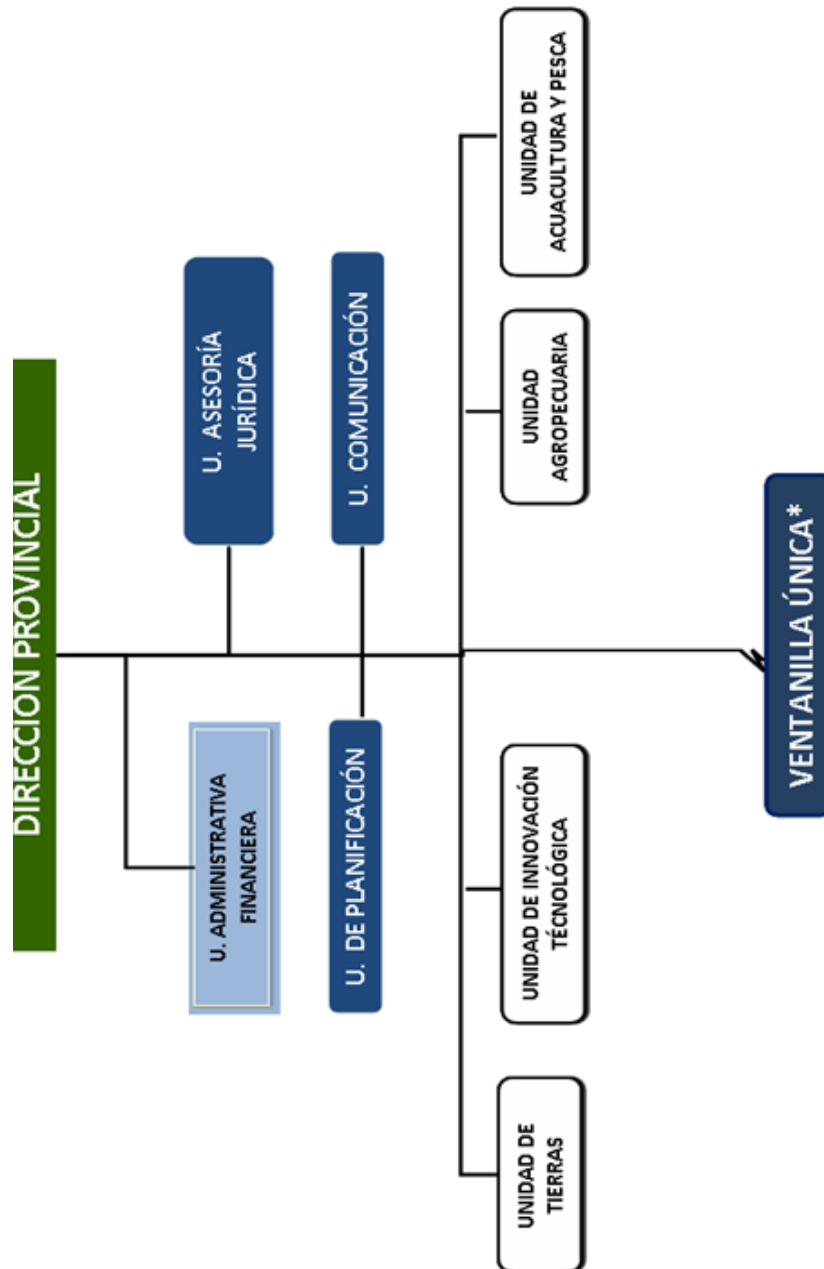 DIRECCION PROVINCIAL
U. ADMINISTRATIVA
FINANCIERA
U. ASESORÍA
JURÍDICA
U. DE PLANIFICACIÓN
U. COMUNICACIÓN
UNIDAD DE
TIERRAS
UNIDAD DE INNOVACIÓN
TÉCNOLÓGICA
UNIDAD
AGROPECUARIA
UNIDAD DE
ACUACULTURA Y PESCA
VENTANILLA ÚNICA*